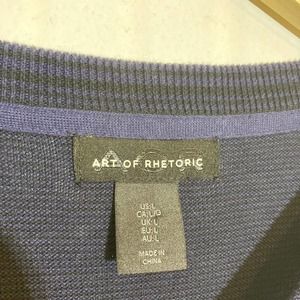 ART OF RHETORIC
US: L
CA: L/G
UK: L
EU: L
AU: L
MADE IN
CHINA